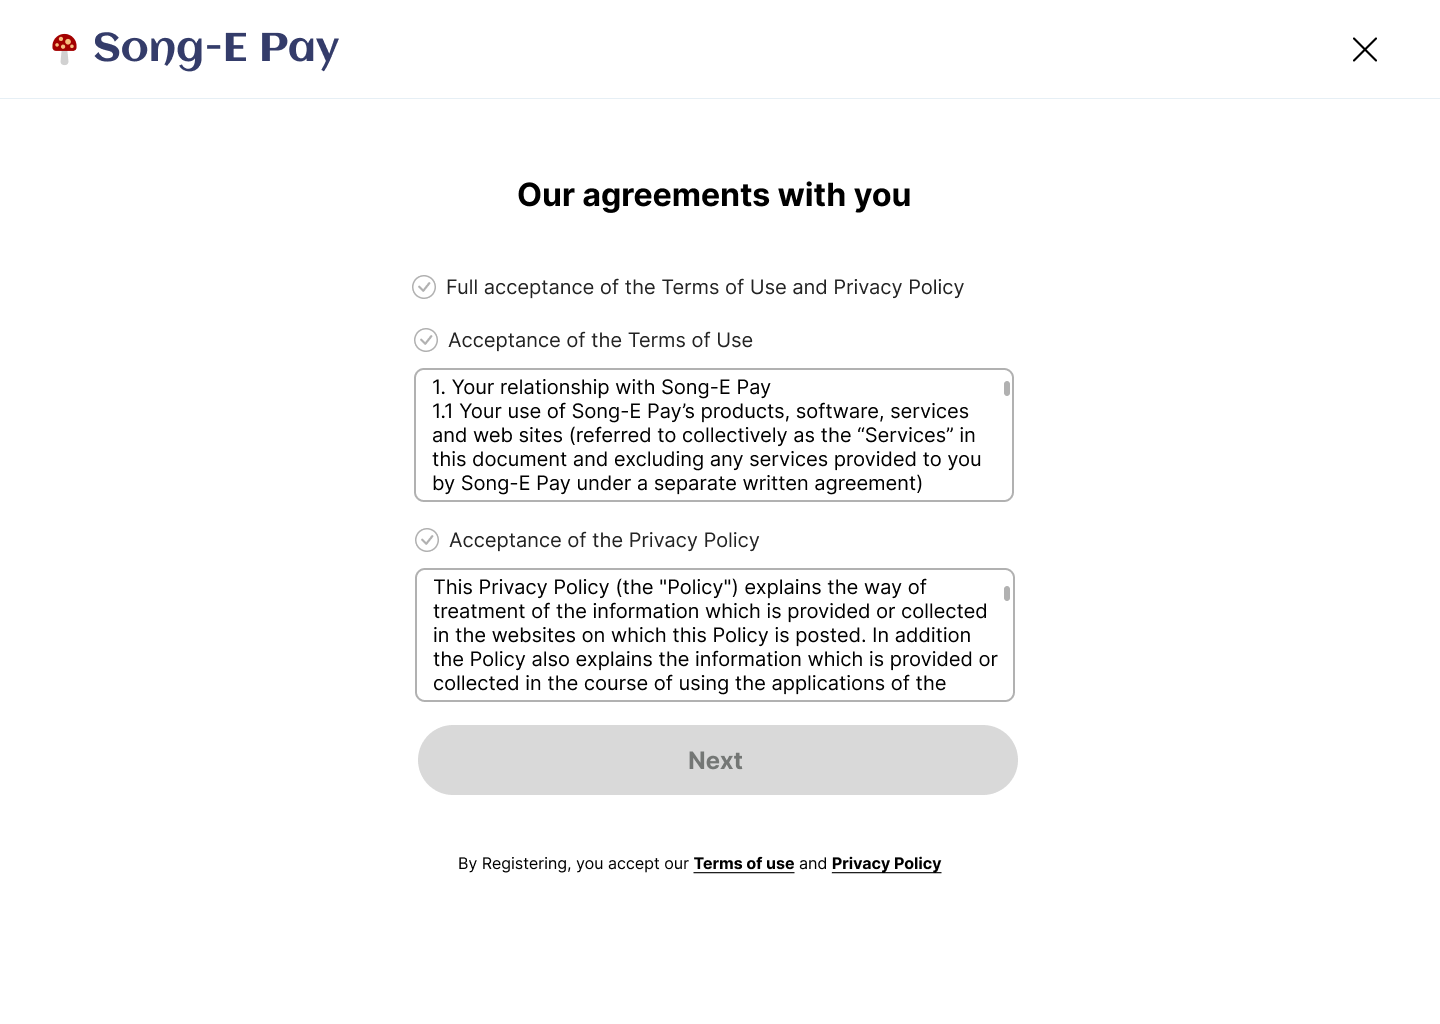 Song-E Pay
Our agreements with you
Full acceptance of the Terms of Use and Privacy Policy
Acceptance of the Terms of Use
1. Your relationship with Song-E Pay
1.1 Your use of Song-E Pay’s products, software, services
and web sites (referred to collectively as the “Services” in
this document and excluding any services provided to you
by Song-E Pay under a separate written agreement)
Acceptance of the Privacy Policy
This Privacy Policy (the "Policy") explains the way of
treatment of the information which is provided or collected
in the websites on which this Policy is posted. In addition
the Policy also explains the information which is provided or
collected in the course of using the applications of the
Next
By Registering, you accept our Terms of use and Privacy Policy